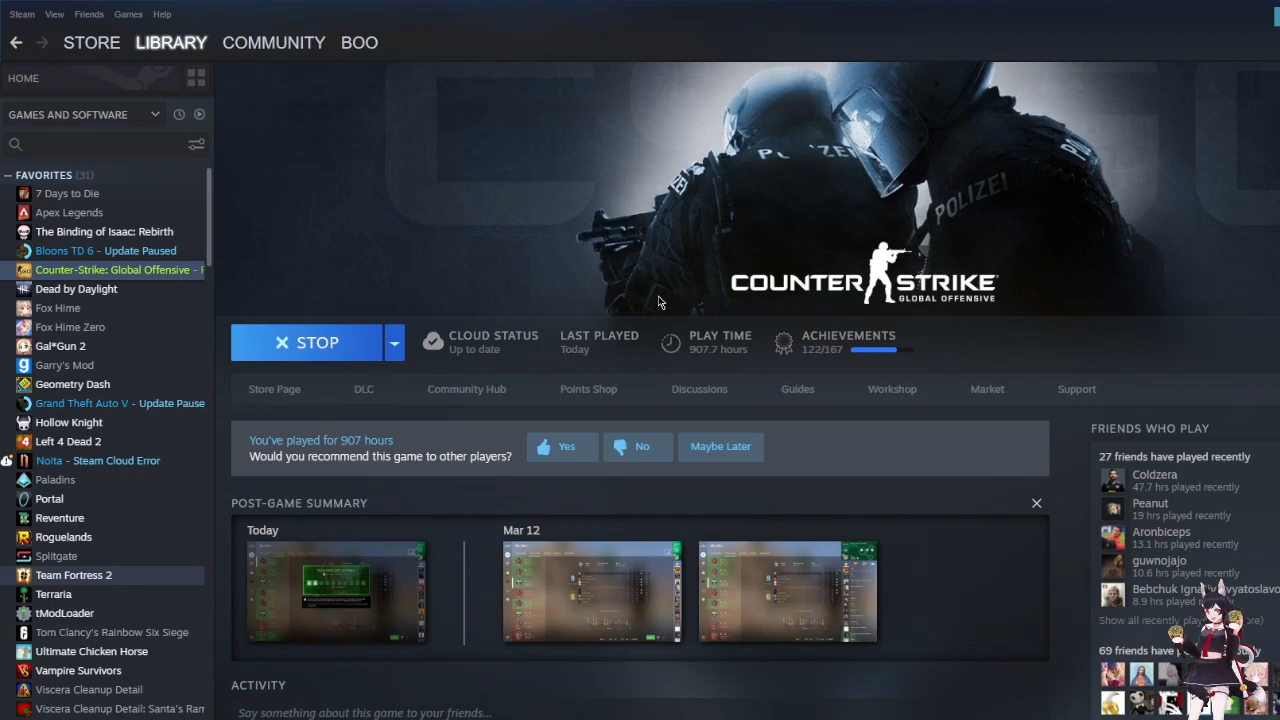 Steam View Friends Games Help
STORE LIBRARY COMMUNITY BOO
HOME
GAMES AND SOFTWARE
FAVORITES (31)
7 Days to Die
Apex Legends
The Binding of Isaac: Rebirth
Bloons TD 6 - Update Paused
Counter-Strike: Global Offensive -
Dead by Daylight
Fox Hime
Fox Hime Zero
Gal*Gun 2
Garry's Mod
Geometry Dash
Grand Theft Auto V - Update Pause
Hollow Knight
Left 4 Dead 2
Noita - Steam Cloud Error
Paladins
Portal
Reventure
Roguelands
Splitgate
Team Fortress 2
Terraria
tModLoader
Tom Clancy's Rainbow Six Siege
Ultimate Chicken Horse
Vampire Survivors
Viscera Cleanup Detail
Viscera Cleanup Detail: Santa's Ram
POLIZEI
POLIZEI
COUNTER STRIKE
GLOBAL OFFENSIVE
STOP
CLOUD STATUS
Up to date
LAST PLAYED
Today
PLAY TIME
907.7 hours
ACHIEVEMENTS
122/167
Store Page DLC Community Hub Points Shop Discussions Guides Workshop Market Support
You've played for 907 hours
Would you recommend this game to other players?
Yes No Maybe Later
POST-GAME SUMMARY
Today Mar 12
ACTIVITY
Say something about this game to your friends...
FRIENDS WHO PLAY
27 friends have played recently
Coldzera
47.7 hrs played recently
Peanut
19 hrs played recently
Aronbiceps
13.1 hrs played recently
guwnojajo
10.6 hrs played recently
Bebchuk
8.9 hrs played
Show all recently
69 friends have